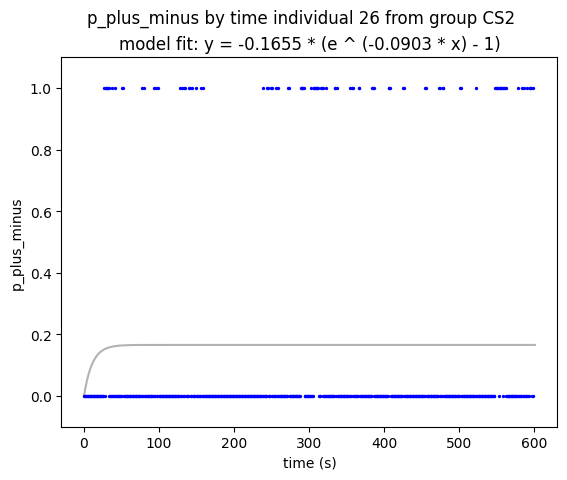 p_plus_minus by time individual 26 from group CS2
model fit: y = -0.1655 * (e ^ (-0.0903 * x) - 1)
1.0
0.8
0.6
0.4
0.2
0.0
p_plus_minus
0 100 200 300 400 500 600
time (s)